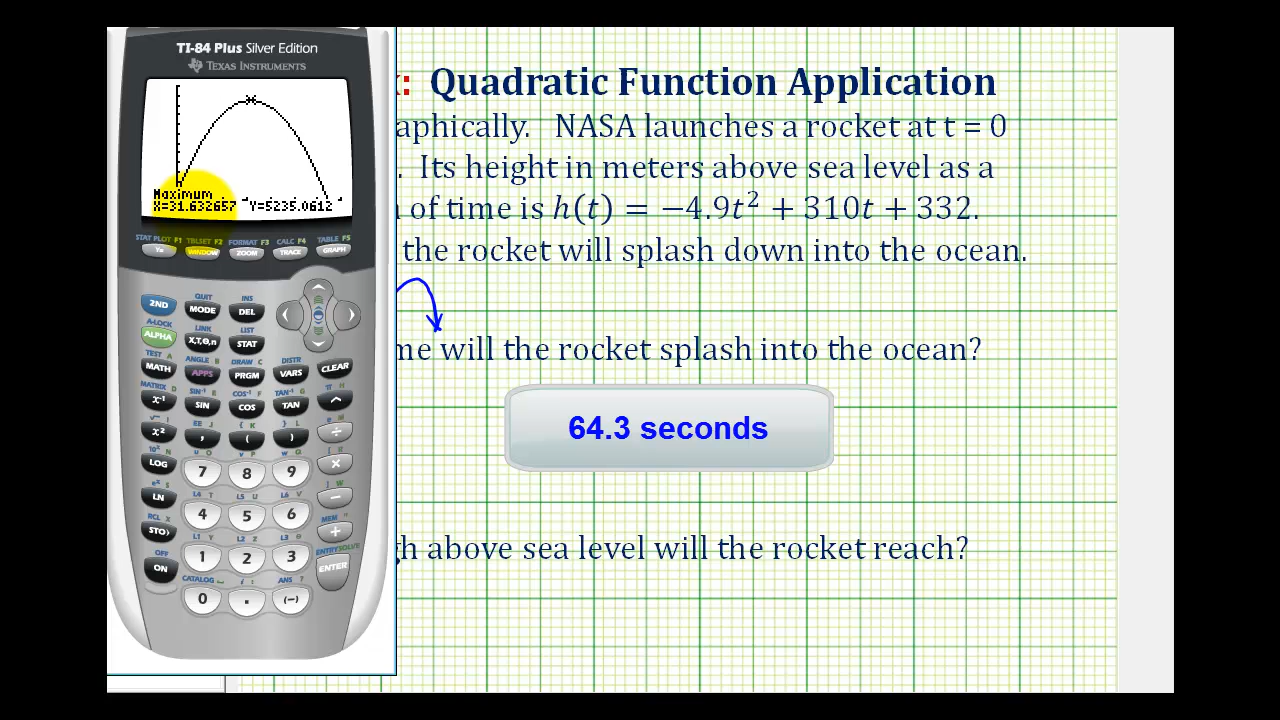 TI-84 Plus Silver Edition
TEXAS INSTRUMENTS
Maximum
X=31.632657 Y=5235.0612
STAT PLOT F1 TBLSET F2 FORMAT F3 CALC F4 TABLE F5
Y= WINDOW ZOOM TRACE GRAPH
QUIT INS
2ND MODE DEL
A-LOCK LINK LIST
ALPHA X,T,Θ,n STAT
TEST A ANGLE B DRAW C DISTR
MATH APPS PRGM VARS CLEAR
MATRIX D SIN⁻¹ E COS⁻¹ F TAN⁻¹ G π H
x⁻¹ SIN COS TAN ^
√ I EE J { K } L e M
x² , ( ) ÷
10ˣ N u O v P w Q [ R
LOG 7 8 9 ×
eˣ S L4 T L5 U L6 V ] W
LN 4 5 6 −
RCL X L1 Y L2 Z L3 θ MEM "
STO› 1 2 3 +
OFF CATALOG ⎵ i : ANS ? ENTRY SOLVE
ON 0 . (−) ENTER
: Quadratic Function Application
aphically. NASA launches a rocket at t = 0
. Its height in meters above sea level as a
of time is h(t) = −4.9t² + 310t + 332.
the rocket will splash down into the ocean.
me will the rocket splash into the ocean?
64.3 seconds
gh above sea level will the rocket reach?